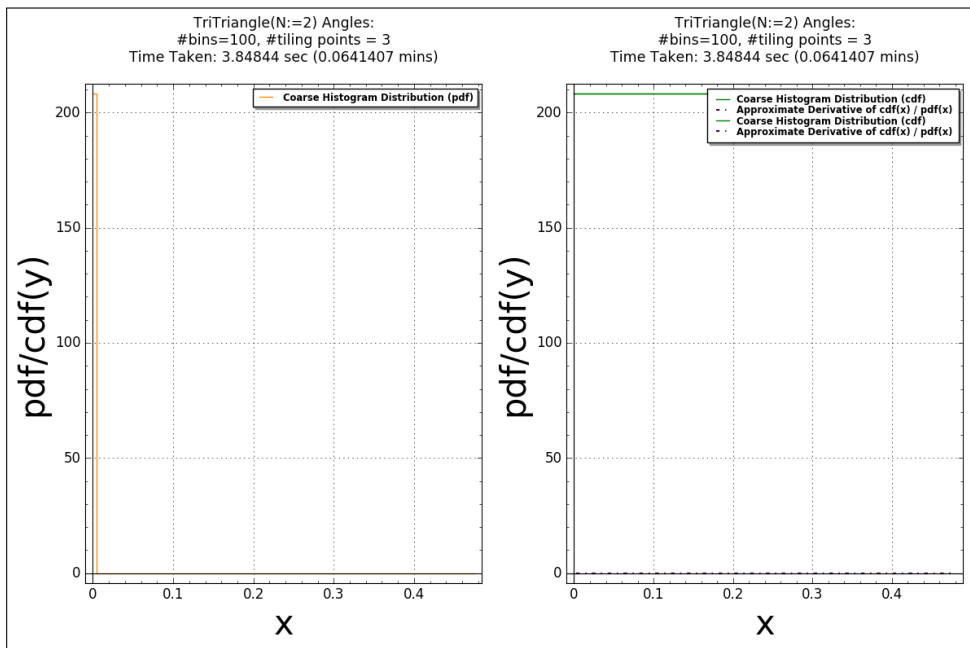 TriTriangle(N:=2) Angles:
#bins=100, #tiling points = 3
Time Taken: 3.84844 sec (0.0641407 mins)
Coarse Histogram Distribution (pdf)
200
150
100
50
0
pdf/cdf(y)
0 0.1 0.2 0.3 0.4
x
TriTriangle(N:=2) Angles:
#bins=100, #tiling points = 3
Time Taken: 3.84844 sec (0.0641407 mins)
Coarse Histogram Distribution (cdf)
Approximate Derivative of cdf(x) / pdf(x)
Coarse Histogram Distribution (cdf)
Approximate Derivative of cdf(x) / pdf(x)
200
150
100
50
0
pdf/cdf(y)
0 0.1 0.2 0.3 0.4
x